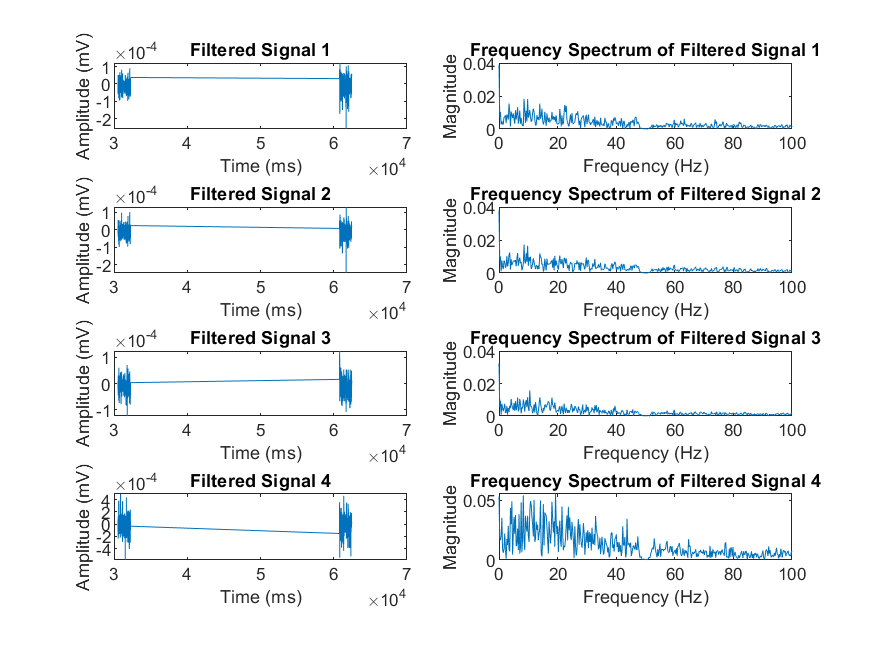 Filtered Signal 1
×10-4
Amplitude (mV)
1
0
-1
-2
3 4 5 6 7
Time (ms)
×104
Frequency Spectrum of Filtered Signal 1
Magnitude
0.04
0.02
0
0 20 40 60 80 100
Frequency (Hz)
Filtered Signal 2
×10-4
Amplitude (mV)
1
0
-1
-2
3 4 5 6 7
Time (ms)
×104
Frequency Spectrum of Filtered Signal 2
Magnitude
0.04
0.02
0
0 20 40 60 80 100
Frequency (Hz)
Filtered Signal 3
×10-4
Amplitude (mV)
1
0
-1
3 4 5 6 7
Time (ms)
×104
Frequency Spectrum of Filtered Signal 3
Magnitude
0.04
0.02
0
0 20 40 60 80 100
Frequency (Hz)
Filtered Signal 4
×10-4
Amplitude (mV)
4
2
0
-2
-4
3 4 5 6 7
Time (ms)
×104
Frequency Spectrum of Filtered Signal 4
Magnitude
0.05
0
0 20 40 60 80 100
Frequency (Hz)